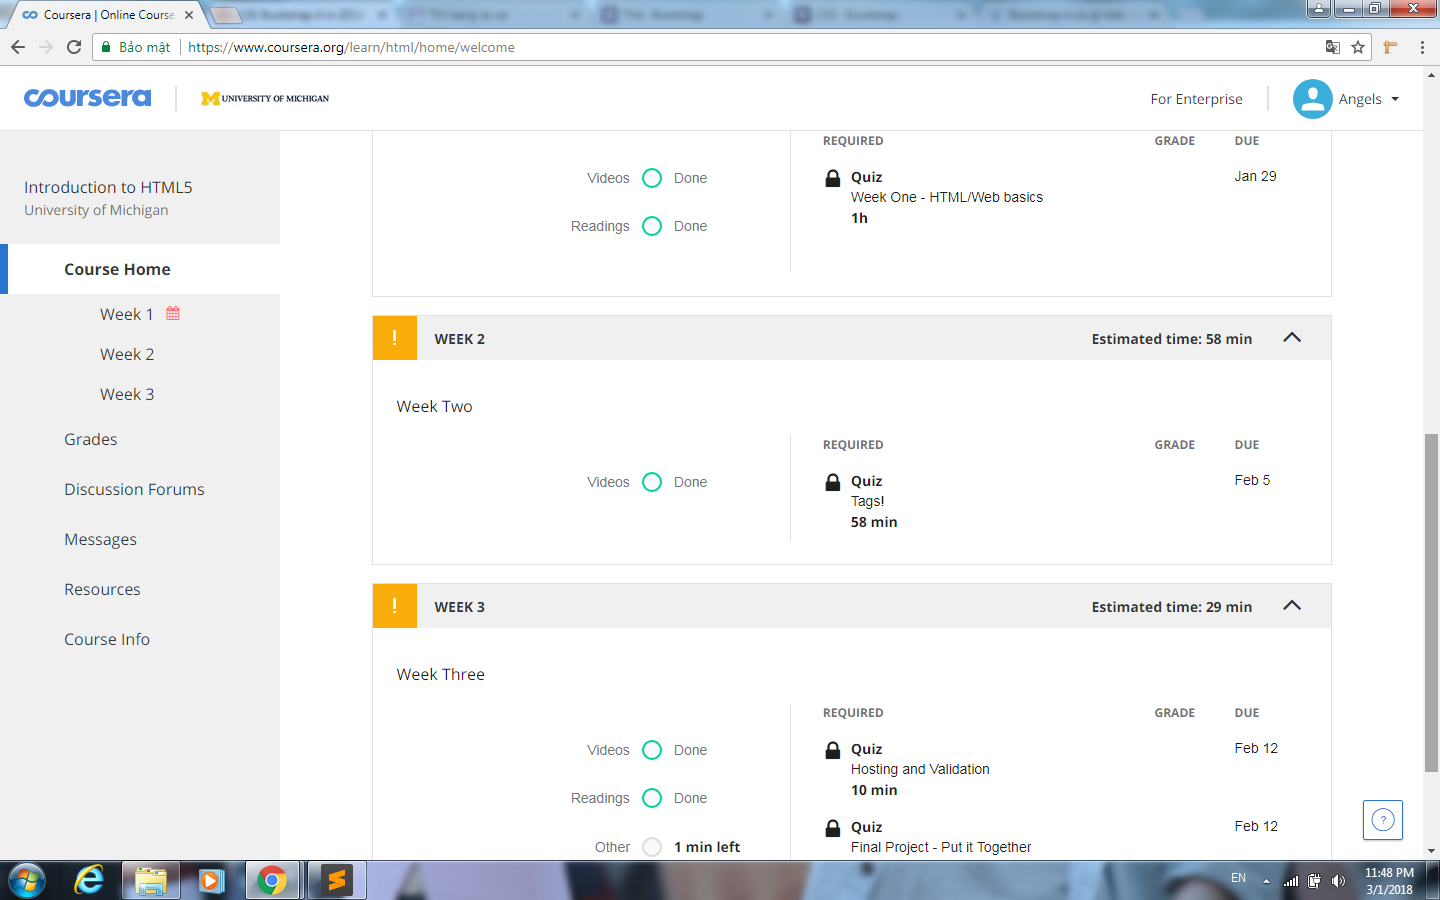 Coursera | Online Course
Bảo mật
https://www.coursera.org/learn/html/home/welcome
coursera
M UNIVERSITY OF MICHIGAN
For Enterprise
Angels
Introduction to HTML5
University of Michigan
Course Home
Week 1
Week 2
Week 3
Grades
Discussion Forums
Messages
Resources
Course Info
REQUIRED GRADE DUE
Videos Done
Readings Done
Quiz Jan 29
Week One - HTML/Web basics
1h
! WEEK 2 Estimated time: 58 min
Week Two
REQUIRED GRADE DUE
Videos Done
Quiz Feb 5
Tags!
58 min
! WEEK 3 Estimated time: 29 min
Week Three
REQUIRED GRADE DUE
Videos Done
Readings Done
Other 1 min left
Quiz Feb 12
Hosting and Validation
10 min
Quiz Feb 12
Final Project - Put it Together
?
EN
11:48 PM
3/1/2018